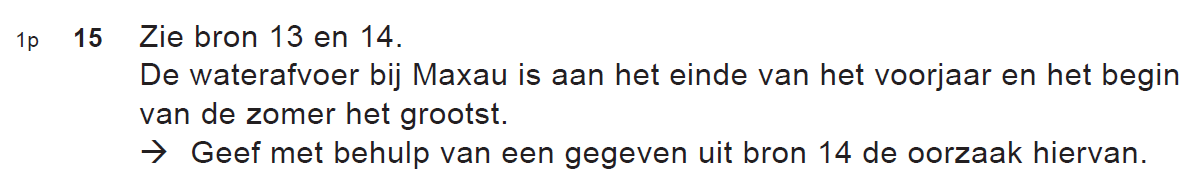 1p 15 Zie bron 13 en 14.
De waterafvoer bij Maxau is aan het einde van het voorjaar en het begin
van de zomer het grootst.
→ Geef met behulp van een gegeven uit bron 14 de oorzaak hiervan.